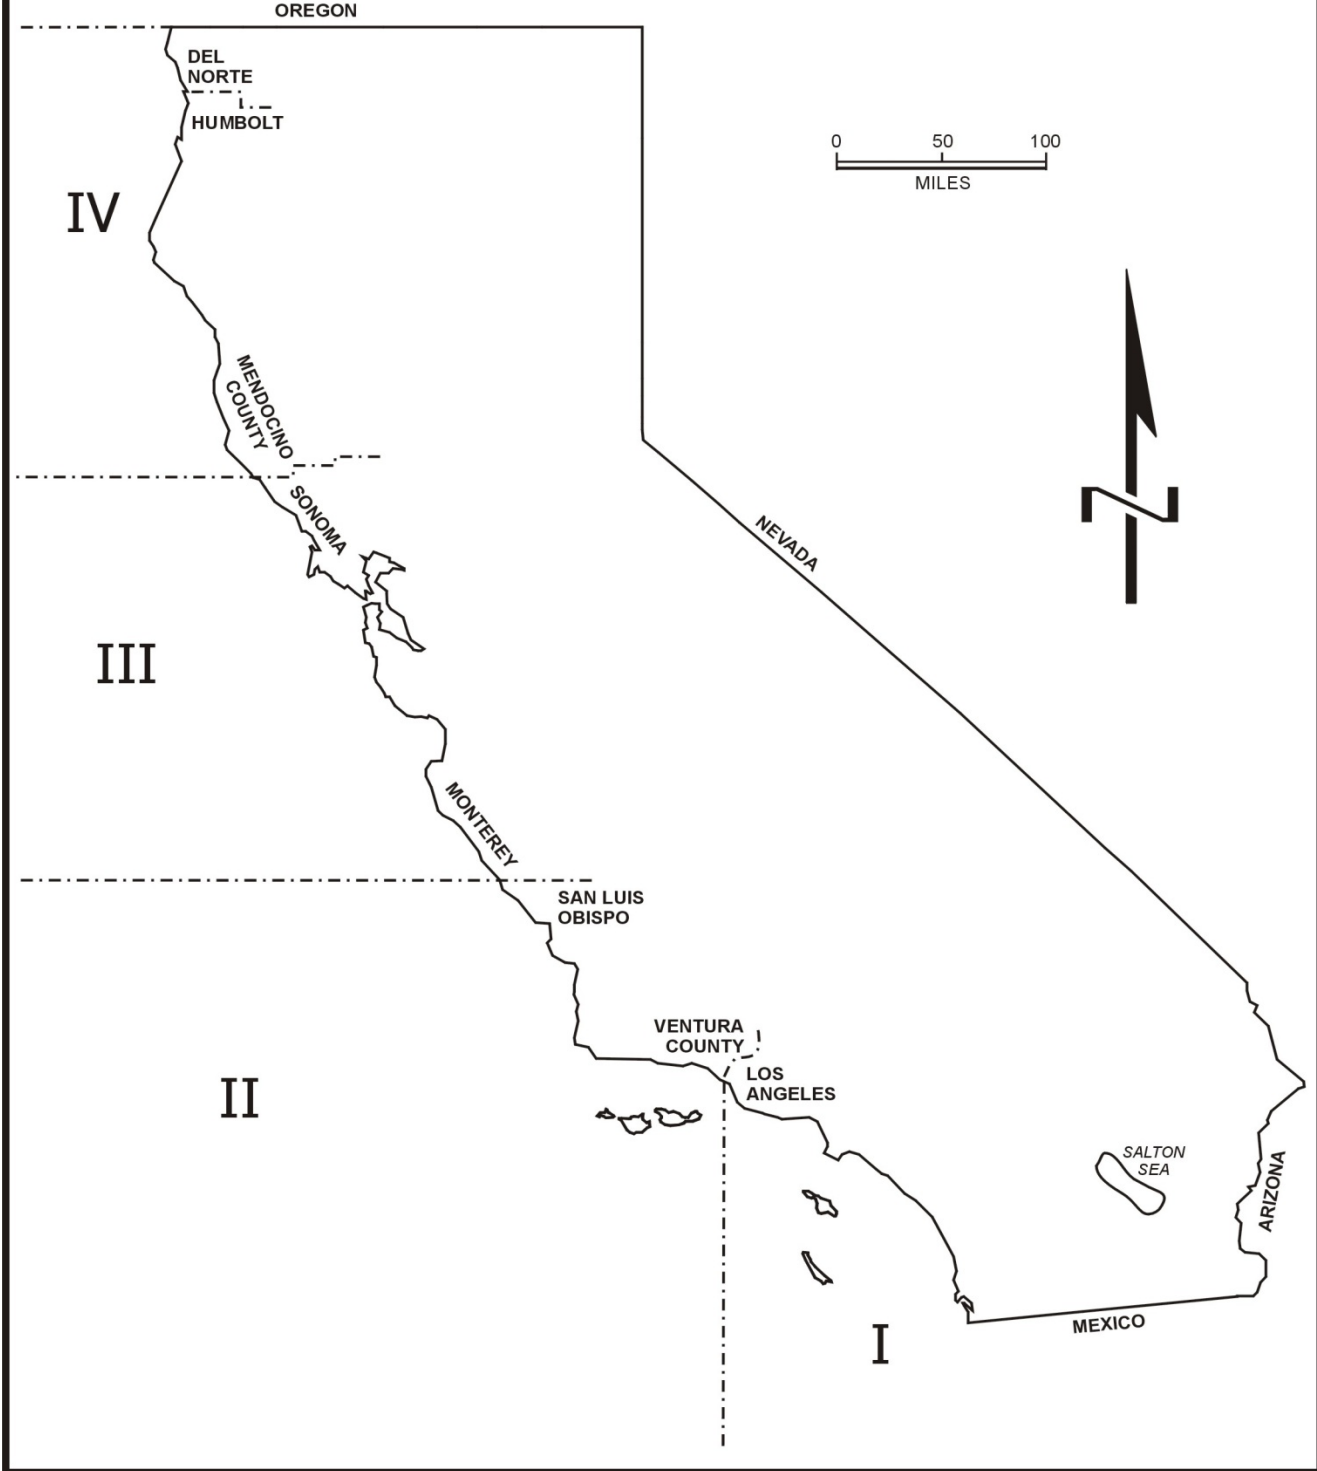 OREGON
DEL
NORTE
HUMBOLT
0 50 100
MILES
IV
MENDOCINO
COUNTY
SONOMA
NEVADA
N
III
MONTEREY
SAN LUIS
OBISPO
VENTURA
COUNTY
LOS
ANGELES
II
SALTON
SEA
ARIZONA
I
MEXICO